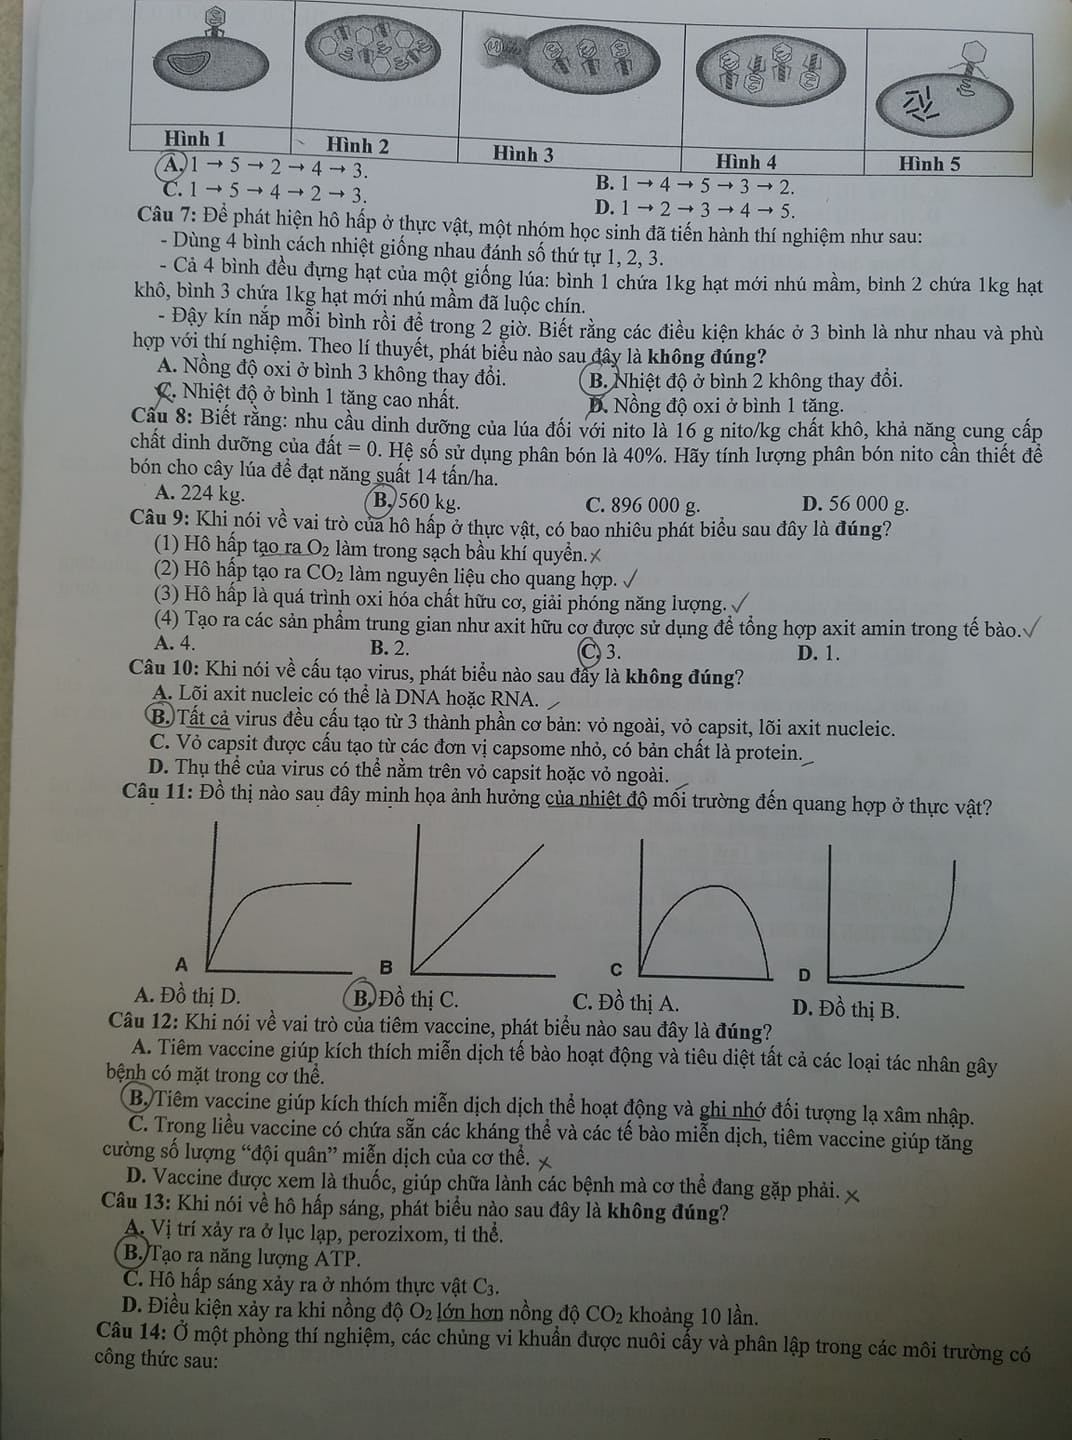 Hình 1
Hình 2
Hình 3
Hình 4
Hình 5
A. 1 → 5 → 2 → 4 → 3.
B. 1 → 4 → 5 → 3 → 2.
C. 1 → 5 → 4 → 2 → 3.
D. 1 → 2 → 3 → 4 → 5.
Câu 7: Để phát hiện hô hấp ở thực vật, một nhóm học sinh đã tiến hành thí nghiệm như sau:
- Dùng 4 bình cách nhiệt giống nhau đánh số thứ tự 1, 2, 3.
- Cả 4 bình đều đựng hạt của một giống lúa: bình 1 chứa 1kg hạt mới nhú mầm, bình 2 chứa 1kg hạt
khô, bình 3 chứa 1kg hạt mới nhú mầm đã luộc chín.
- Đậy kín nắp mỗi bình rồi để trong 2 giờ. Biết rằng các điều kiện khác ở 3 bình là như nhau và phù
hợp với thí nghiệm. Theo lí thuyết, phát biểu nào sau đây là không đúng?
A. Nồng độ oxi ở bình 3 không thay đổi.
B. Nhiệt độ ở bình 2 không thay đổi.
C. Nhiệt độ ở bình 1 tăng cao nhất.
D. Nồng độ oxi ở bình 1 tăng.
Câu 8: Biết rằng: nhu cầu dinh dưỡng của lúa đối với nito là 16 g nito/kg chất khô, khả năng cung cấp
chất dinh dưỡng của đất = 0. Hệ số sử dụng phân bón là 40%. Hãy tính lượng phân bón nito cần thiết để
bón cho cây lúa để đạt năng suất 14 tấn/ha.
A. 224 kg.
B. 560 kg.
C. 896 000 g.
D. 56 000 g.
Câu 9: Khi nói về vai trò của hô hấp ở thực vật, có bao nhiêu phát biểu sau đây là đúng?
(1) Hô hấp tạo ra O₂ làm trong sạch bầu khí quyển.
(2) Hô hấp tạo ra CO₂ làm nguyên liệu cho quang hợp.
(3) Hô hấp là quá trình oxi hóa chất hữu cơ, giải phóng năng lượng.
(4) Tạo ra các sản phẩm trung gian như axit hữu cơ được sử dụng để tổng hợp axit amin trong tế bào.
A. 4.
B. 2.
C. 3.
D. 1.
Câu 10: Khi nói về cấu tạo virus, phát biểu nào sau đây là không đúng?
A. Lõi axit nucleic có thể là DNA hoặc RNA.
B. Tất cả virus đều cấu tạo từ 3 thành phần cơ bản: vỏ ngoài, vỏ capsit, lõi axit nucleic.
C. Vỏ capsit được cấu tạo từ các đơn vị capsome nhỏ, có bản chất là protein.
D. Thụ thể của virus có thể nằm trên vỏ capsit hoặc vỏ ngoài.
Câu 11: Đồ thị nào sau đây minh họa ảnh hưởng của nhiệt độ môi trường đến quang hợp ở thực vật?
A
B
C
D
A. Đồ thị D.
B. Đồ thị C.
C. Đồ thị A.
D. Đồ thị B.
Câu 12: Khi nói về vai trò của tiêm vaccine, phát biểu nào sau đây là đúng?
A. Tiêm vaccine giúp kích thích miễn dịch tế bào hoạt động và tiêu diệt tất cả các loại tác nhân gây
bệnh có mặt trong cơ thể.
B. Tiêm vaccine giúp kích thích miễn dịch dịch thể hoạt động và ghi nhớ đối tượng lạ xâm nhập.
C. Trong liều vaccine có chứa sẵn các kháng thể và các tế bào miễn dịch, tiêm vaccine giúp tăng
cường số lượng “đội quân” miễn dịch của cơ thể.
D. Vaccine được xem là thuốc, giúp chữa lành các bệnh mà cơ thể đang gặp phải.
Câu 13: Khi nói về hô hấp sáng, phát biểu nào sau đây là không đúng?
A. Vị trí xảy ra ở lục lạp, perozixom, ti thể.
B. Tạo ra năng lượng ATP.
C. Hô hấp sáng xảy ra ở nhóm thực vật C₃.
D. Điều kiện xảy ra khi nồng độ O₂ lớn hơn nồng độ CO₂ khoảng 10 lần.
Câu 14: Ở một phòng thí nghiệm, các chủng vi khuẩn được nuôi cấy và phân lập trong các môi trường có
công thức sau: